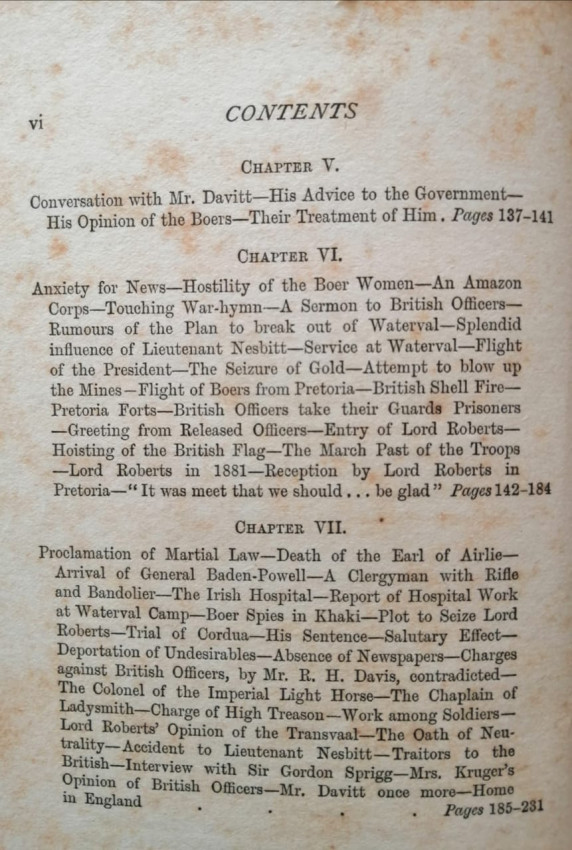 vi
CONTENTS
CHAPTER V.
Conversation with Mr. Davitt—His Advice to the Government—
His Opinion of the Boers—Their Treatment of Him. Pages 137-141
CHAPTER VI.
Anxiety for News—Hostility of the Boer Women—An Amazon
Corps—Touching War-hymn—A Sermon to British Officers—
Rumours of the Plan to break out of Waterval—Splendid
influence of Lieutenant Nesbitt—Service at Waterval—Flight
of the President—The Seizure of Gold—Attempt to blow up
the Mines—Flight of Boers from Pretoria—British Shell Fire—
Pretoria Forts—British Officers take their Guards Prisoners
—Greeting from Released Officers—Entry of Lord Roberts—
Hoisting of the British Flag—The March Past of the Troops
—Lord Roberts in 1881—Reception by Lord Roberts in
Pretoria—“It was meet that we should... be glad” Pages 142-184
CHAPTER VII.
Proclamation of Martial Law—Death of the Earl of Airlie—
Arrival of General Baden-Powell—A Clergyman with Rifle
and Bandolier—The Irish Hospital—Report of Hospital Work
at Waterval Camp—Boer Spies in Khaki—Plot to Seize Lord
Roberts—Trial of Cordua—His Sentence—Salutary Effect—
Deportation of Undesirables—Absence of Newspapers—Charges
against British Officers, by Mr. R. H. Davis, contradicted—
The Colonel of the Imperial Light Horse—The Chaplain of
Ladysmith—Charge of High Treason—Work among Soldiers—
Lord Roberts’ Opinion of the Transvaal—The Oath of Neu-
trality—Accident to Lieutenant Nesbitt—Traitors to the
British—Interview with Sir Gordon Sprigg—Mrs. Kruger’s
Opinion of British Officers—Mr. Davitt once more—Home
in England . . . . Pages 185-231